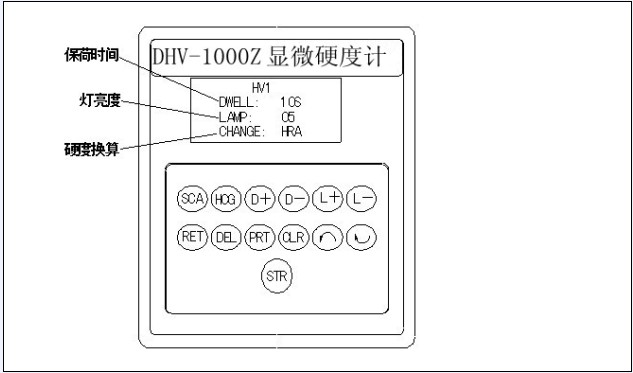 DHV-1000Z 显微硬度计
保荷时间
灯亮度
硬度换算
HV1
DWELL: 10S
LAMP: 05
CHANGE: HRA
SCA HCG D+ D- L+ L-
RET DEL PRT CLR
STR